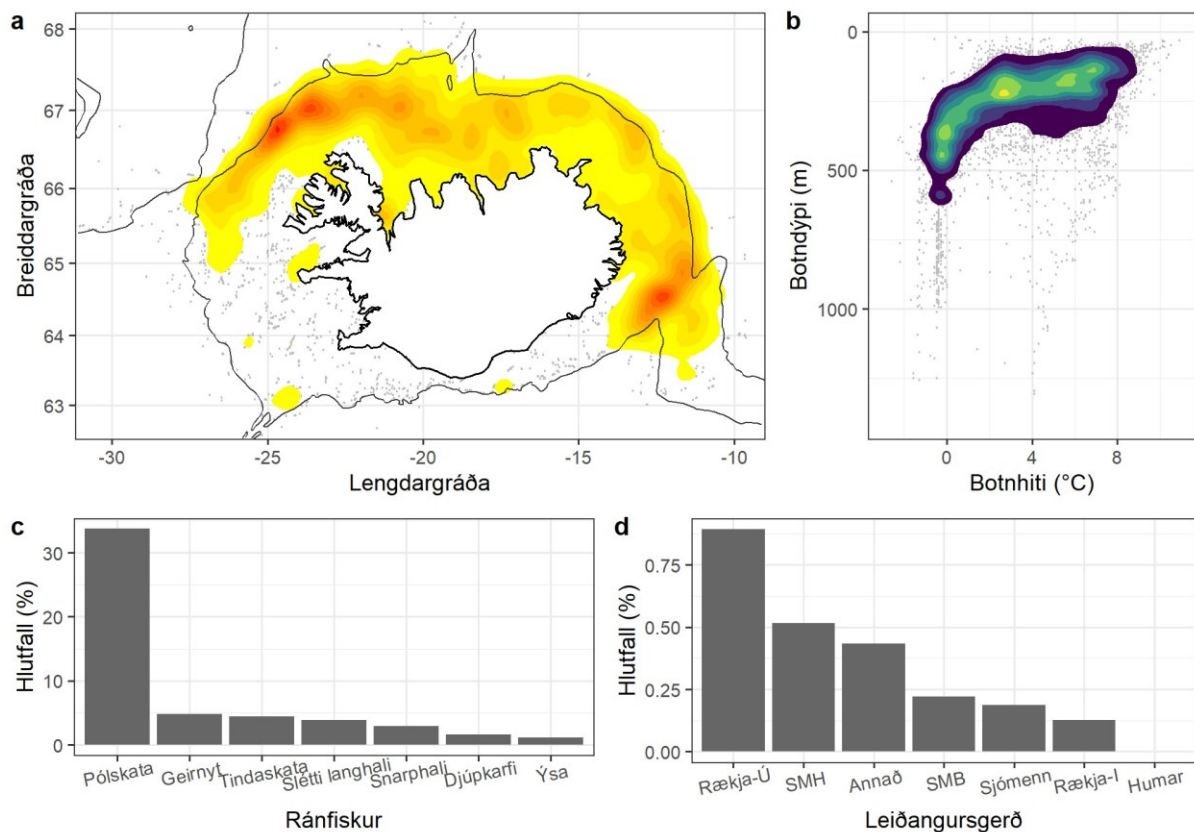 a
68
67
66
65
64
63
Breiddargráða
-30
-25
-20
-15
-10
Lengdargráða
b
0
500
1000
Botndýpi (m)
0
4
8
Botnhiti (°C)
c
30
20
10
0
Hlutfall (%)
Pólskata
Geirnyt
Tindaskata
Slétti langhali
Snarphali
Djúpkarfi
Ýsa
Ránfiskur
d
0.75
0.50
0.25
0.00
Hlutfall (%)
Rækja-Ú
SMH
Annað
SMB
Sjómenn
Rækja-I
Humar
Leiðangursgerð